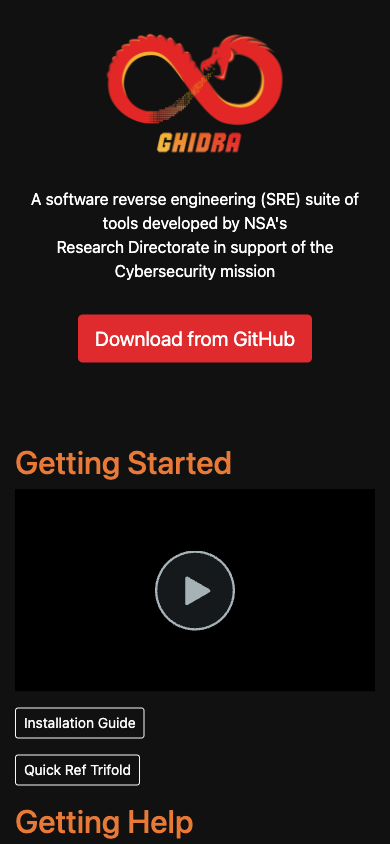 GHIDRA
A software reverse engineering (SRE) suite of
tools developed by NSA's
Research Directorate in support of the
Cybersecurity mission
Download from GitHub
Getting Started
Installation Guide
Quick Ref Trifold
Getting Help